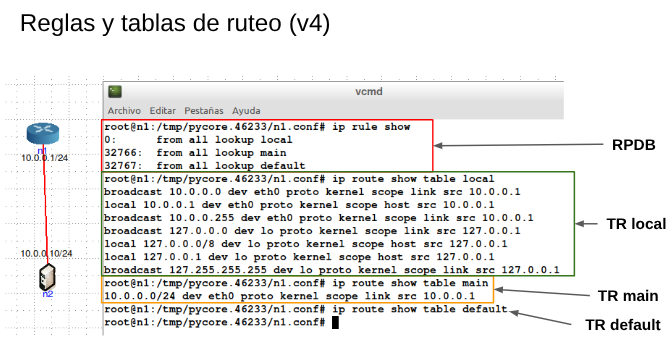 Reglas y tablas de ruteo (v4)
vcmd
Archivo Editar Pestañas Ayuda
root@n1:/tmp/pycore.46233/n1.conf# ip rule show
0: from all lookup local
32766: from all lookup main
32767: from all lookup default
RPDB
root@n1:/tmp/pycore.46233/n1.conf# ip route show table local
broadcast 10.0.0.0 dev eth0 proto kernel scope link src 10.0.0.1
local 10.0.0.1 dev eth0 proto kernel scope host src 10.0.0.1
broadcast 10.0.0.255 dev eth0 proto kernel scope link src 10.0.0.1
broadcast 127.0.0.0 dev lo proto kernel scope link src 127.0.0.1
local 127.0.0.0/8 dev lo proto kernel scope host src 127.0.0.1
local 127.0.0.1 dev lo proto kernel scope host src 127.0.0.1
broadcast 127.255.255.255 dev lo proto kernel scope link src 127.0.0.1
TR local
root@n1:/tmp/pycore.46233/n1.conf# ip route show table main
10.0.0.0/24 dev eth0 proto kernel scope link src 10.0.0.1
TR main
root@n1:/tmp/pycore.46233/n1.conf# ip route show table default
root@n1:/tmp/pycore.46233/n1.conf#
TR default
n1
10.0.0.1/24
10.0.0.10/24
n2